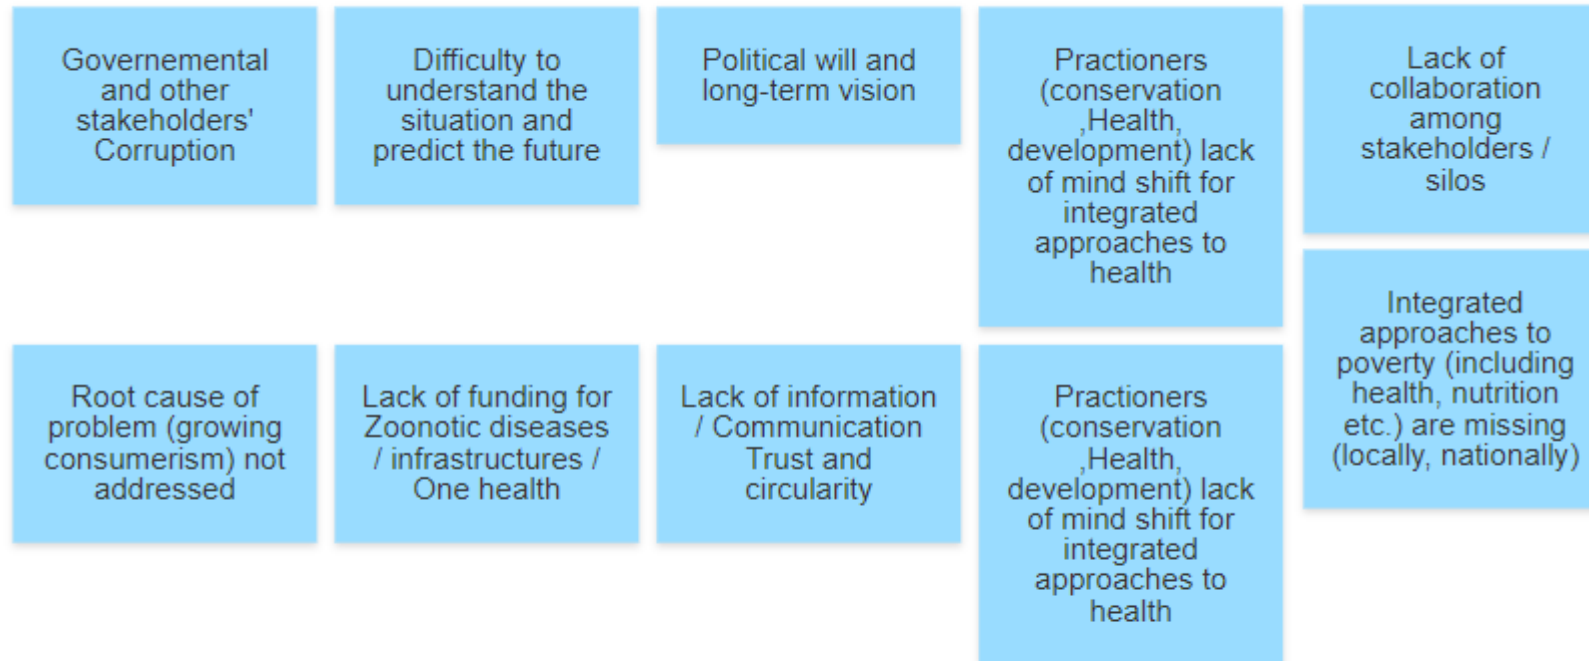 Governemental
and other
stakeholders'
Corruption
Difficulty to
understand the
situation and
predict the future
Political will and
long-term vision
Practioners
(conservation
,Health,
development) lack
of mind shift for
integrated
approaches to
health
Lack of
collaboration
among
stakeholders /
silos
Root cause of
problem (growing
consumerism) not
addressed
Lack of funding for
Zoonotic diseases
/ infrastructures /
One health
Lack of information
/ Communication
Trust and
circularity
Practioners
(conservation
,Health,
development) lack
of mind shift for
integrated
approaches to
health
Integrated
approaches to
poverty (including
health, nutrition
etc.) are missing
(locally, nationally)